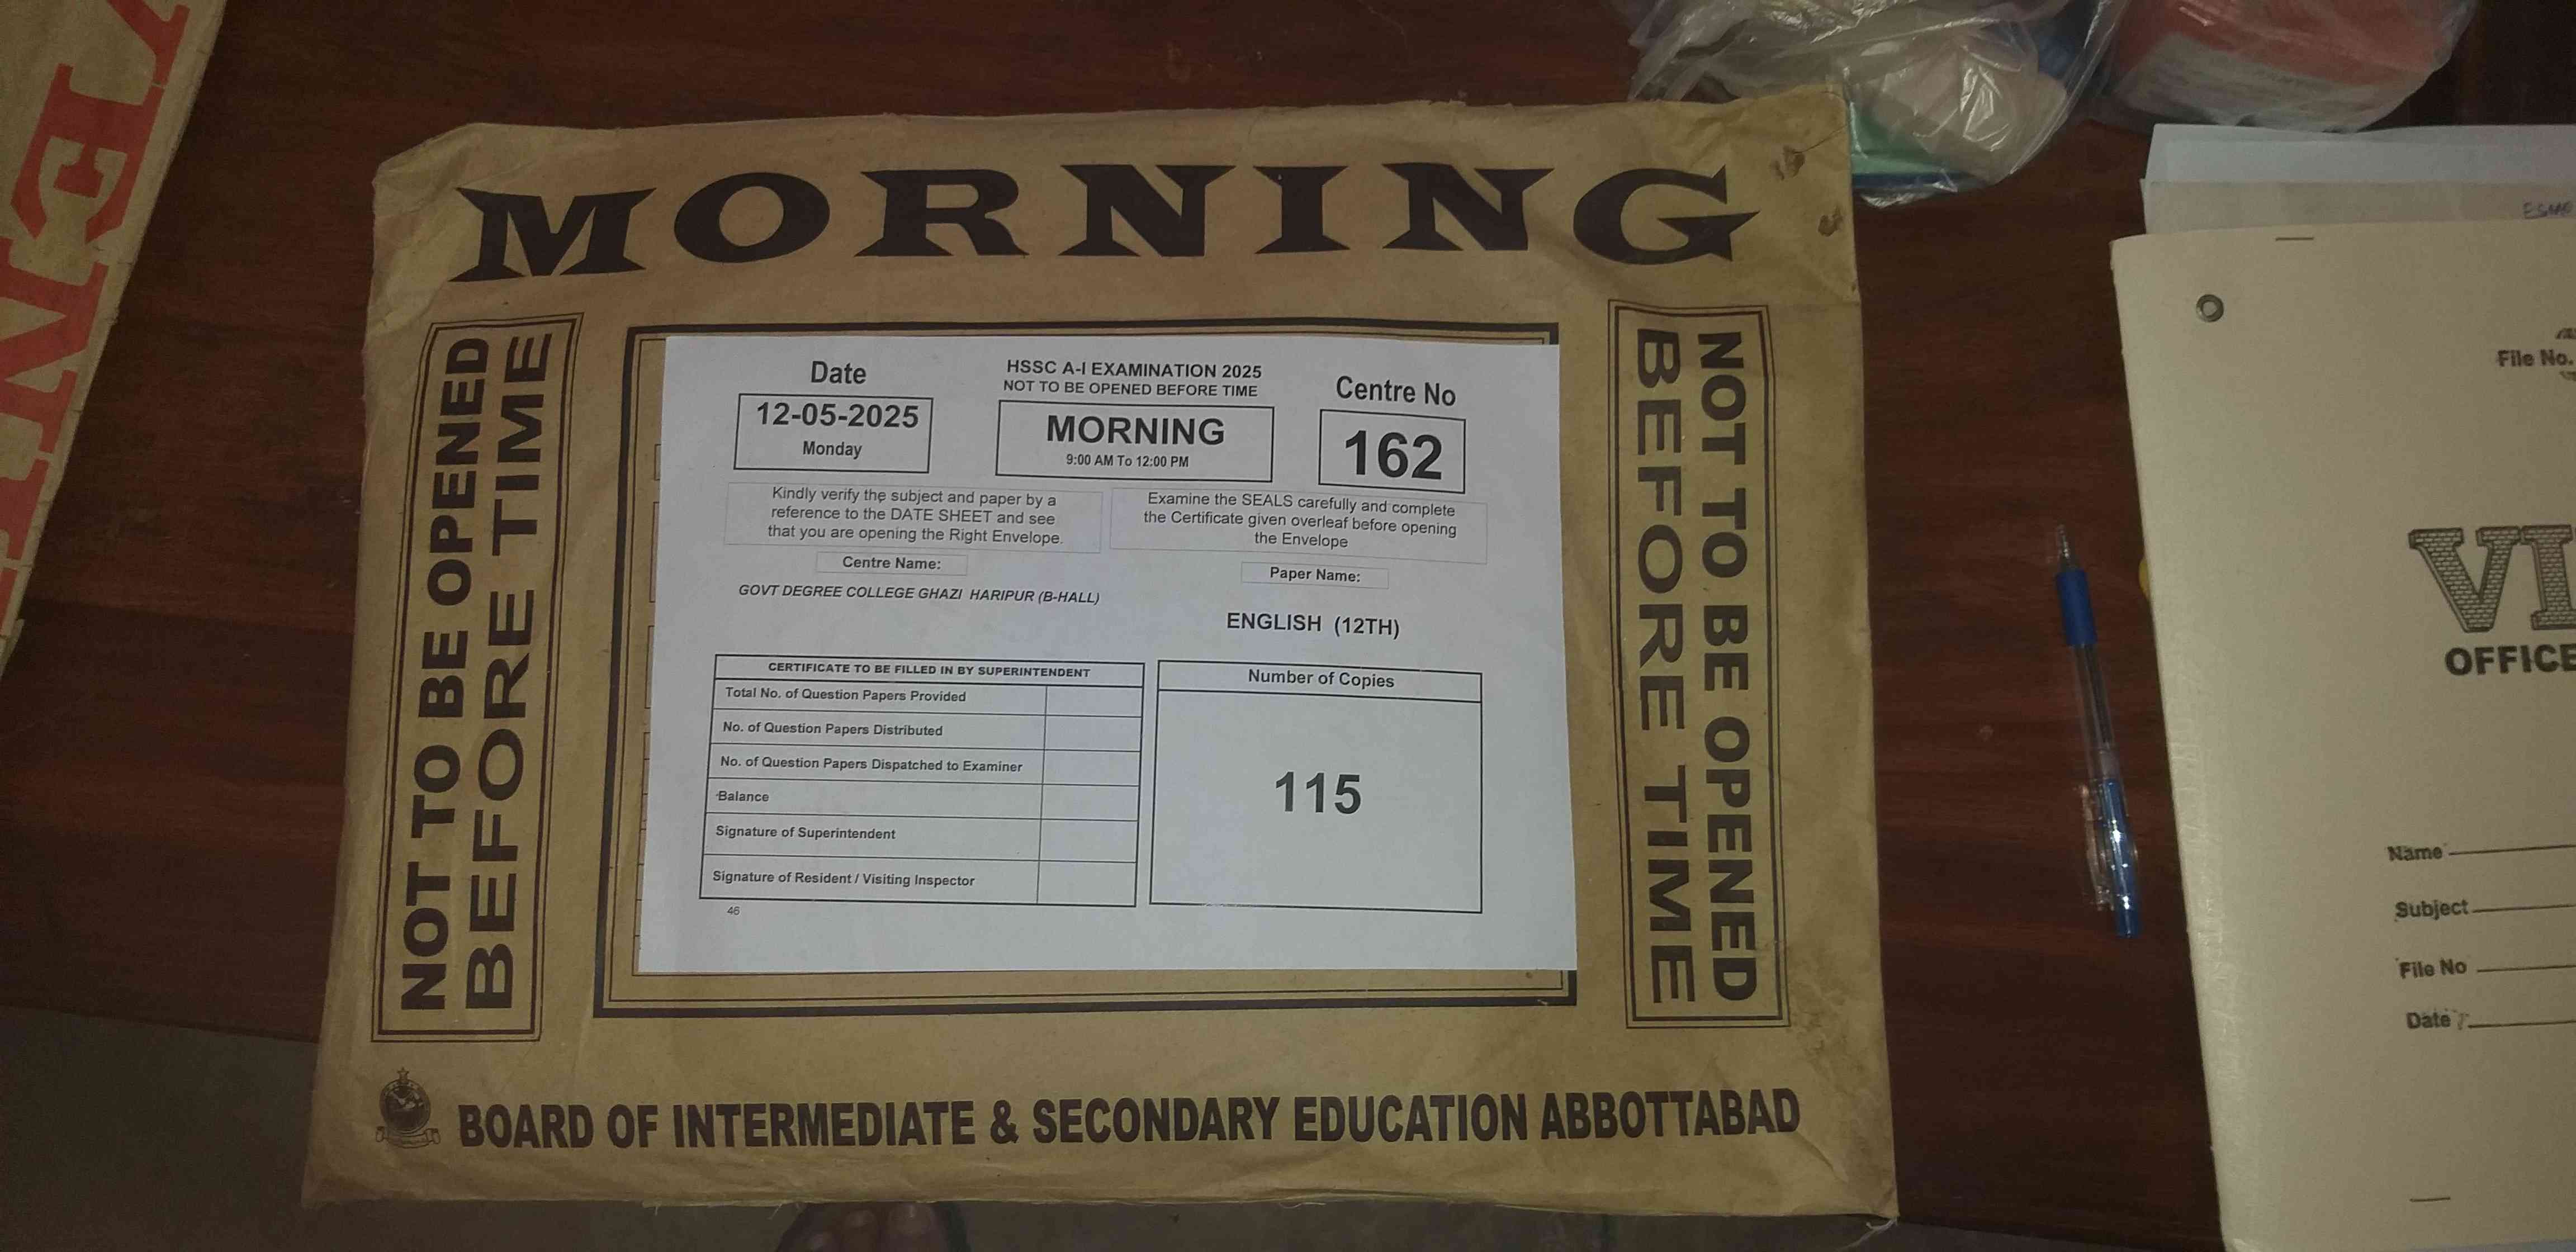 MORNING
NOT TO BE OPENED
BEFORE TIME
Date
12-05-2025
Monday
HSSC A-I EXAMINATION 2025
NOT TO BE OPENED BEFORE TIME
MORNING
9:00 AM To 12:00 PM
Centre No
162
Kindly verify the subject and paper by a
reference to the DATE SHEET and see
that you are opening the Right Envelope.
Examine the SEALS carefully and complete
the Certificate given overleaf before opening
the Envelope
Centre Name:
GOVT DEGREE COLLEGE GHAZI HARIPUR (B-HALL)
Paper Name:
ENGLISH (12TH)
CERTIFICATE TO BE FILLED IN BY SUPERINTENDENT
Total No. of Question Papers Provided
No. of Question Papers Distributed
No. of Question Papers Dispatched to Examiner
Balance
Signature of Superintendent
Signature of Resident / Visiting Inspector
46
Number of Copies
115
NOT TO BE OPENED
BEFORE TIME
BOARD OF INTERMEDIATE & SECONDARY EDUCATION ABBOTTABAD
File No.
VI
OFFICE
Name
Subject
File No
Date